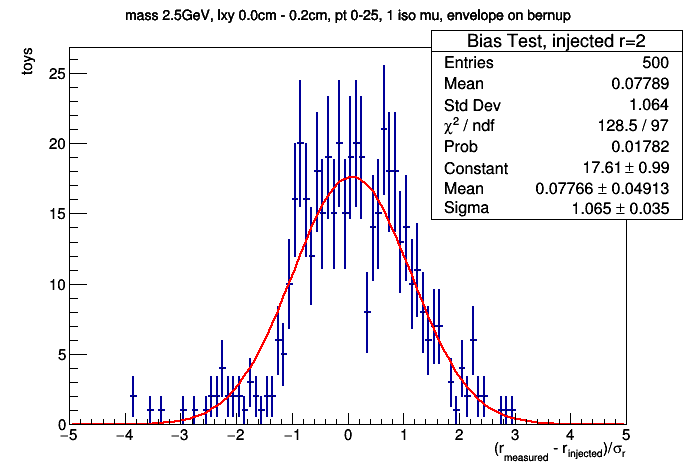 mass 2.5GeV, lxy 0.0cm - 0.2cm, pt 0-25, 1 iso mu, envelope on bernup
Bias Test, injected r=2
Entries 500
Mean 0.07789
Std Dev 1.064
χ² / ndf 128.5 / 97
Prob 0.01782
Constant 17.61 ± 0.99
Mean 0.07766 ± 0.04913
Sigma 1.065 ± 0.035
toys
25
20
15
10
5
0
−5 −4 −3 −2 −1 0 1 2 3 4 5
(r_measured - r_injected)/σ_r